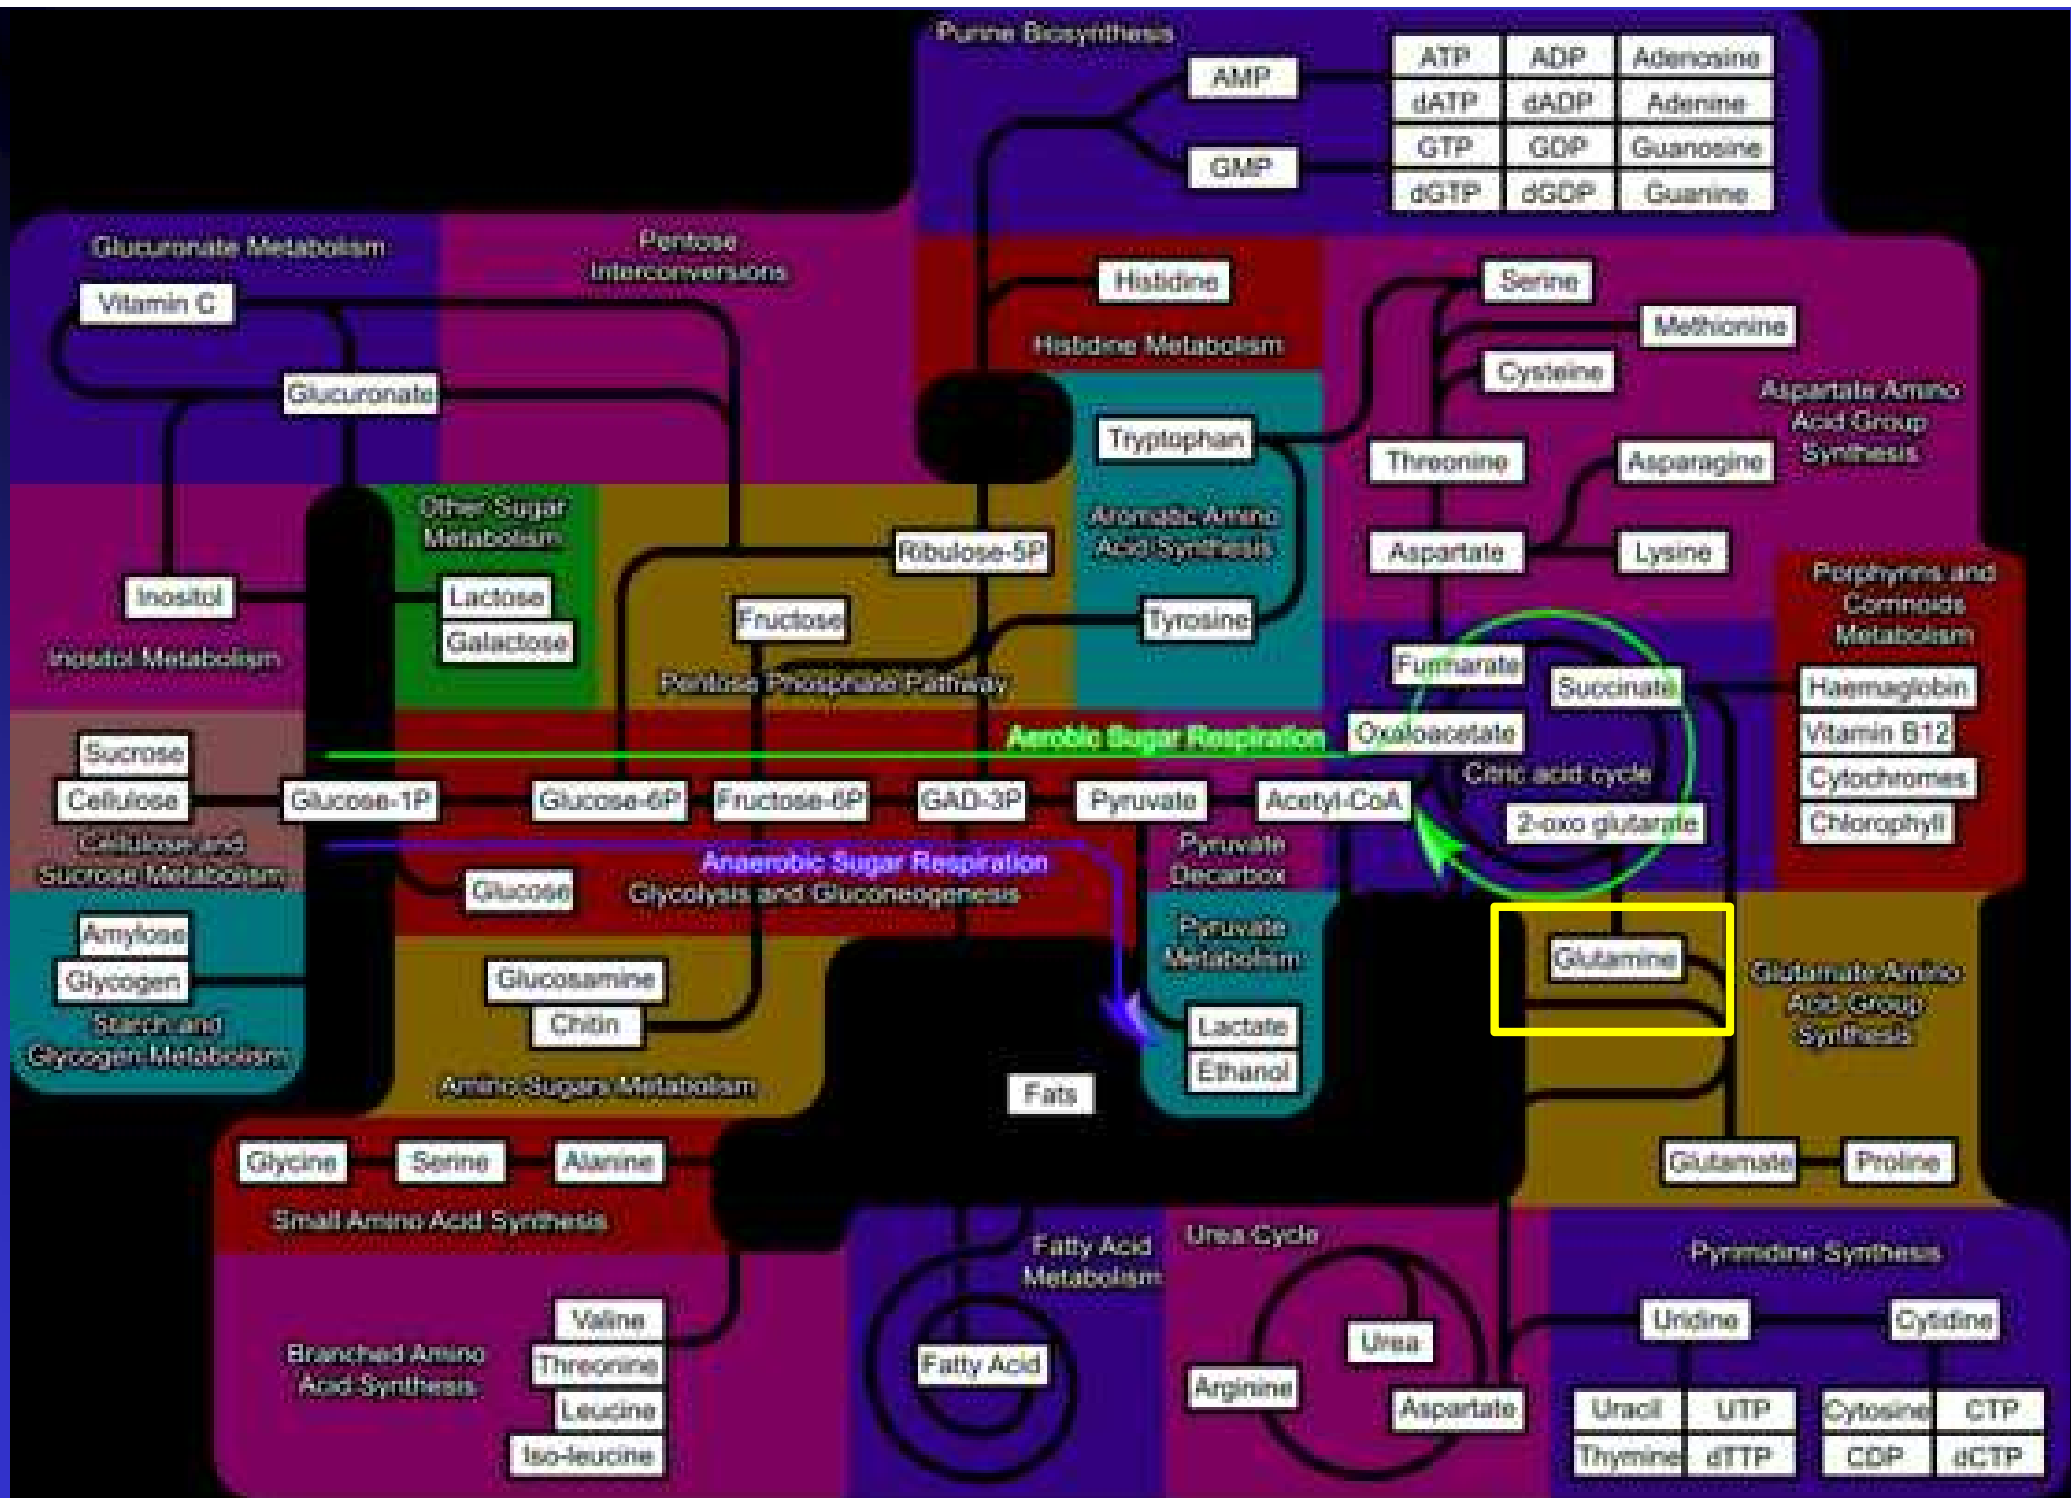 Purine Biosynthesis
AMP
ATP ADP Adenosine
dATP dADP Adenine
GMP
GTP GDP Guanosine
dGTP dGDP Guanine
Glucuronate Metabolism
Pentose
Interconversions
Vitamin C
Glucuronate
Histidine
Histidine Metabolism
Serine
Methionine
Cysteine
Aspartate Amino
Acid Group
Synthesis
Tryptophan
Threonine
Asparagine
Aromatic Amino
Acid Synthesis
Aspartate
Lysine
Other Sugar
Metabolism
Ribulose-5P
Inositol
Lactose
Galactose
Fructose
Tyrosine
Inositol Metabolism
Pentose Phosphate Pathway
Porphyrins and
Corrinoids
Metabolism
Fumarate
Succinate
Haemaglobin
Vitamin B12
Cytochromes
Chlorophyll
Oxaloacetate
Citric acid cycle
2-oxo glutarate
Aerobic Sugar Respiration
Sucrose
Cellulose
Glucose-1P
Glucose-6P
Fructose-6P
GAD-3P
Pyruvate
Acetyl-CoA
Cellulose and
Sucrose Metabolism
Anaerobic Sugar Respiration
Glycolysis and Gluconeogenesis
Glucose
Pyruvate
Decarbox
Amylose
Glycogen
Starch and
Glycogen Metabolism
Glucosamine
Chitin
Amino Sugars Metabolism
Pyruvate
Metabolism
Lactate
Ethanol
Glutamine
Glutamate Amino
Acid Group
Synthesis
Fats
Glycine
Serine
Alanine
Small Amino Acid Synthesis
Glutamate
Proline
Fatty Acid
Metabolism
Urea Cycle
Pyrimidine Synthesis
Branched Amino
Acid Synthesis
Valine
Threonine
Leucine
Iso-leucine
Fatty Acid
Urea
Arginine
Aspartate
Uridine
Cytidine
Uracil UTP
Thymine dTTP
Cytosine CTP
CDP dCTP